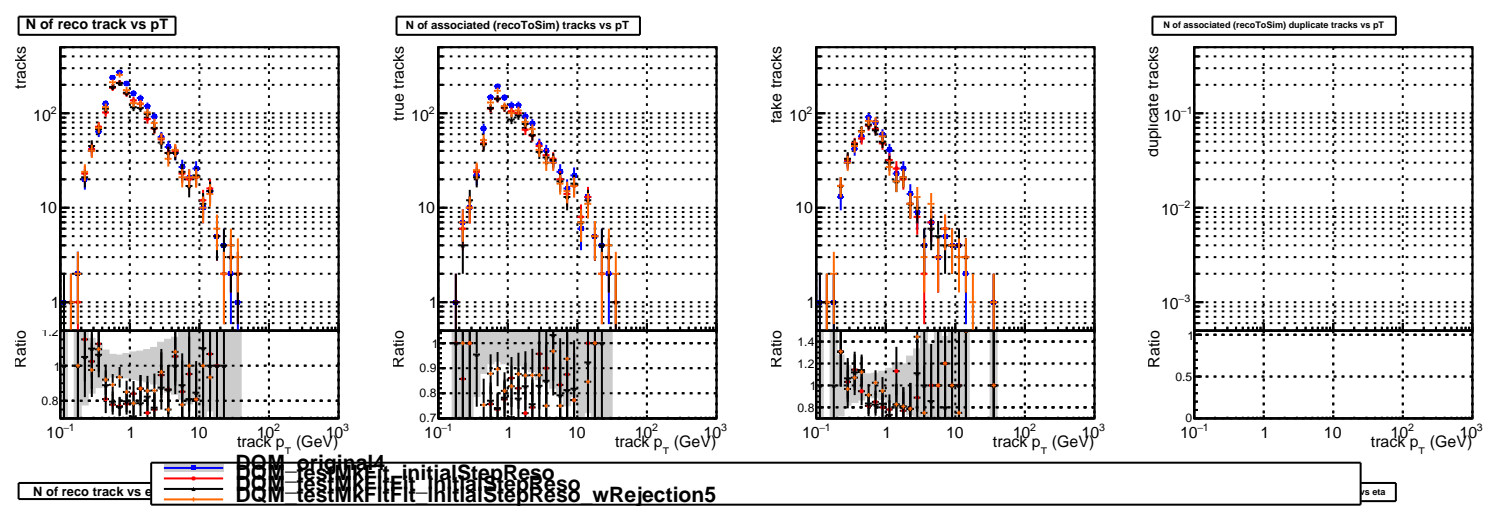 N of reco track vs pT
N of associated (recoToSim) tracks vs pT
N of associated (recoToSim) duplicate tracks vs pT
tracks
10²
10
1
Ratio
1.2
1
0.8
10⁻¹ 1 10 10² 10³
track p_T (GeV)
true tracks
10²
10
1
Ratio
1
0.9
0.8
0.7
10⁻¹ 1 10 10² 10³
track p_T (GeV)
fake tracks
10²
10
1
Ratio
1.4
1.2
1
0.8
10⁻¹ 1 10 10² 10³
track p_T (GeV)
duplicate tracks
10⁻¹
10⁻²
10⁻³
Ratio
1
0.5
0
10⁻¹ 1 10 10² 10³
track p_T (GeV)
DQM_original4
DQM_testMkFit_initialStepReso
DQM_testMkFitFit_initialStepReso
DQM_testMkFitFit_initialStepReso_wRejection5
N of reco track vs e
vs eta